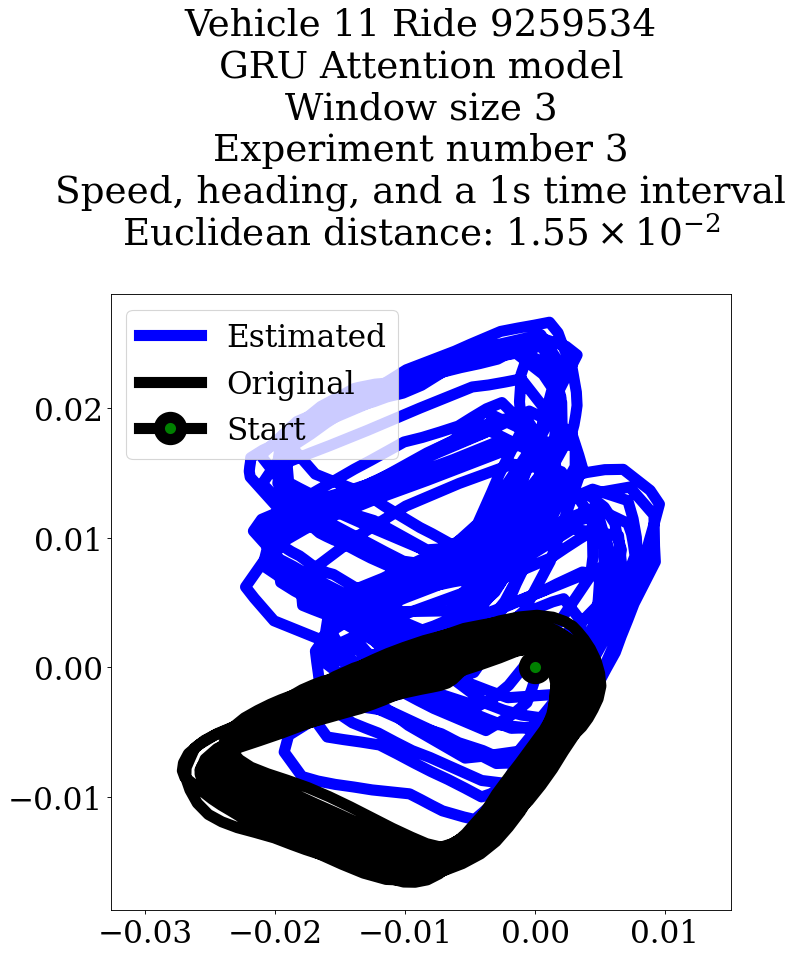 Vehicle 11 Ride 9259534
GRU Attention model
Window size 3
Experiment number 3
Speed, heading, and a 1s time interval
Euclidean distance: 1.55 × 10⁻²
Estimated
Original
Start
0.02
0.01
0.00
−0.01
−0.03 −0.02 −0.01 0.00 0.01